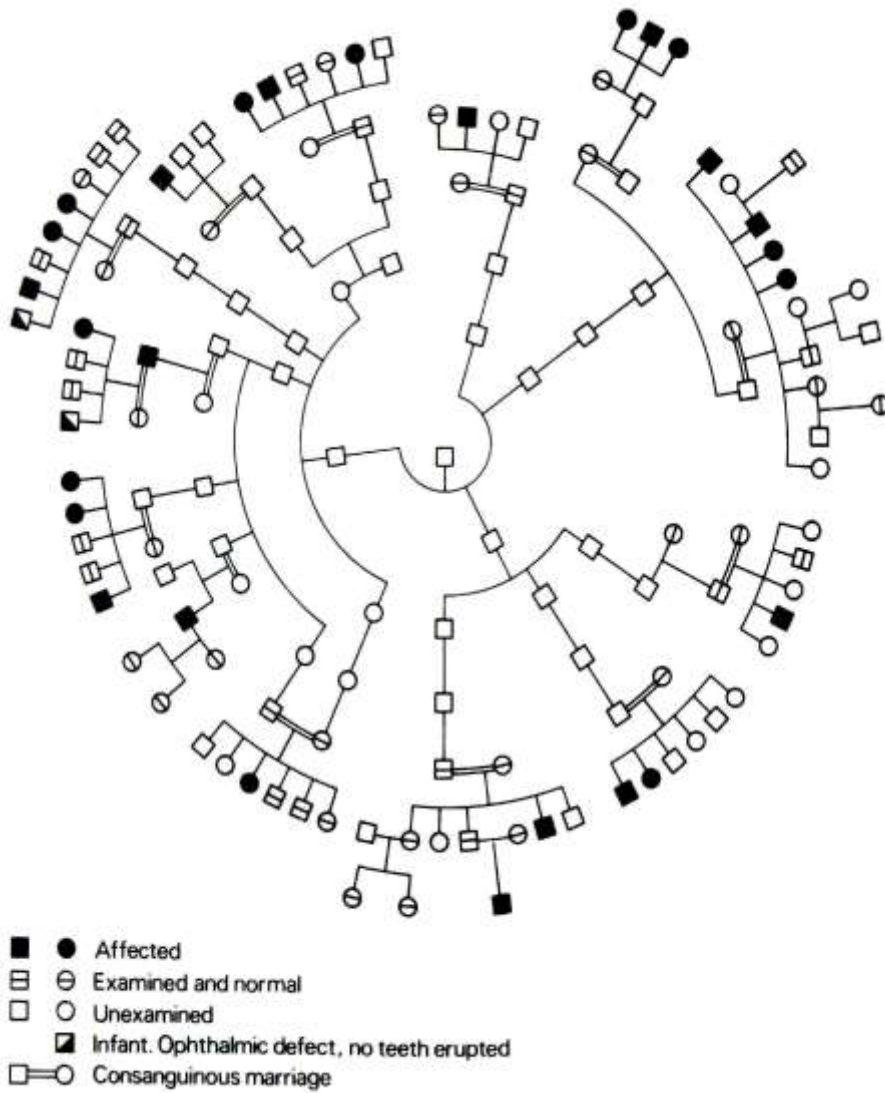 Affected
Examined and normal
Unexamined
Infant. Ophthalmic defect, no teeth erupted
Consanguinous marriage